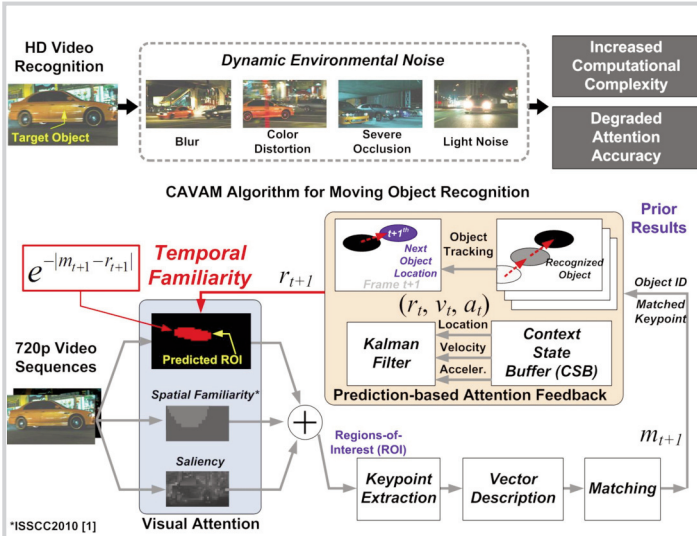 HD Video
Recognition
Target Object
Dynamic Environmental Noise
Blur
Color
Distortion
Severe
Occlusion
Light Noise
Increased
Computational
Complexity
Degraded
Attention
Accuracy
CAVAM Algorithm for Moving Object Recognition
e^{-|m_{t+1}-r_{t+1}|}
Temporal
Familiarity
r_{t+1}
t+1th
Next
Object
Location
Frame t+1
Object
Tracking
Recognized
Object
Prior
Results
Object ID
Matched
Keypoint
(r_t, v_t, a_t)
Kalman
Filter
Location
Velocity
Acceler.
Context
State
Buffer (CSB)
Prediction-based Attention Feedback
720p Video
Sequences
Predicted ROI
Spatial Familiarity*
Saliency
Visual Attention
+
Regions-of-
Interest (ROI)
Keypoint
Extraction
Vector
Description
Matching
m_{t+1}
*ISSCC2010 [1]